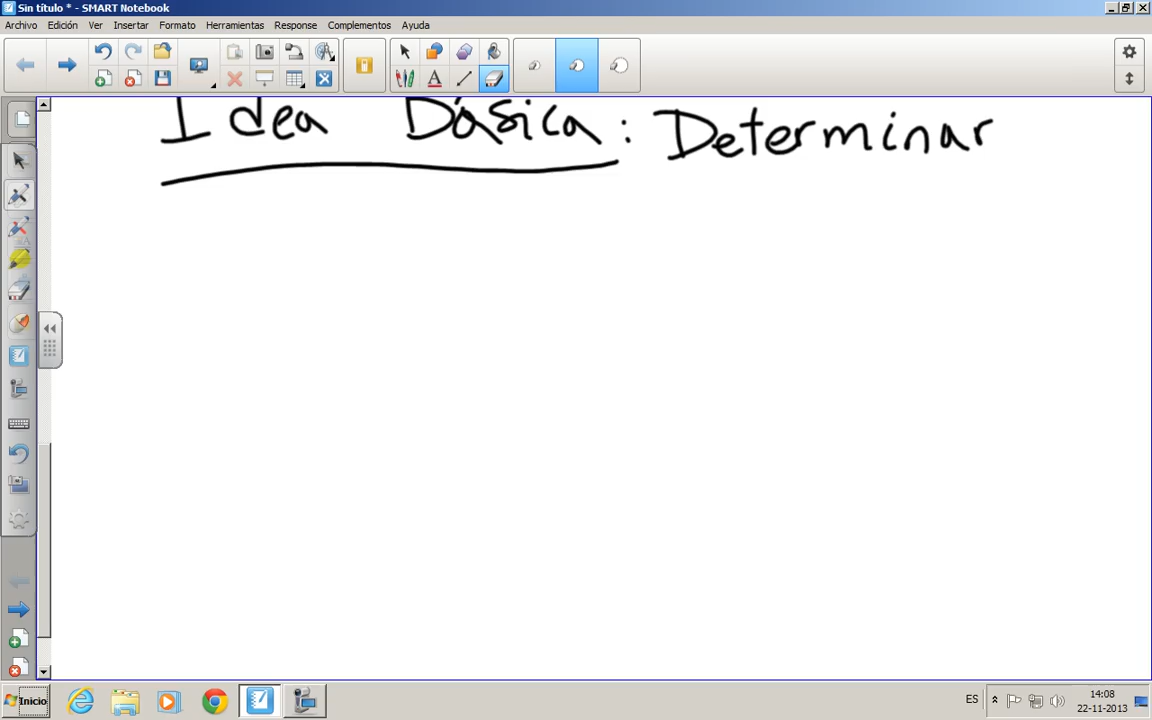 Sin título * - SMART Notebook
Archivo Edición Ver Insertar Formato Herramientas Response Complementos Ayuda
Idea Básica : Determinar
Inicio
ES
14:08
22-11-2013